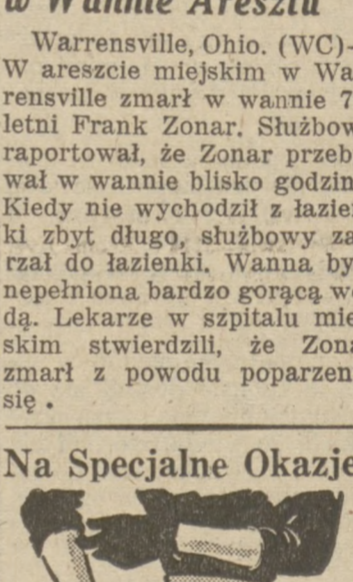 w Wannie Aresztu
Warrensville, Ohio. (WC)-
W areszcie miejskim w Wa
rensville zmarł w wannie 7
letni Frank Zonar. Służbow
raportował, że Zonar przeb
wał w wannie blisko godzin
Kiedy nie wychodził z łazie
ki zbyt długo, służbowy za
rzał do łazienki. Wanna by
nepełniona bardzo gorącą wo
dą. Lekarze w szpitalu mie
skim stwierdzili, że Zona
zmarł z powodu poparzen
się .
Na Specjalne Okazje